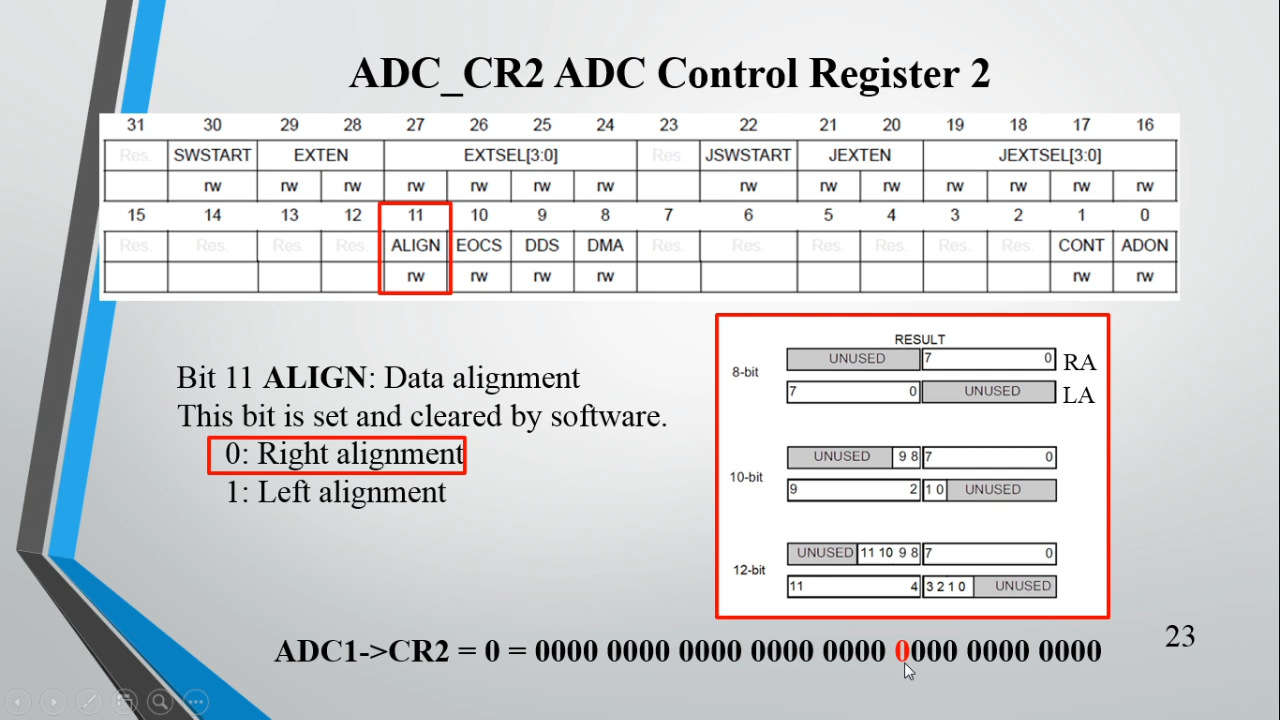 ADC_CR2 ADC Control Register 2
31 30 29 28 27 26 25 24 23 22 21 20 19 18 17 16
Res. SWSTART EXTEN EXTSEL[3:0] Res. JSWSTART JEXTEN JEXTSEL[3:0]
rw rw rw rw rw rw rw rw rw rw rw rw rw rw
15 14 13 12 11 10 9 8 7 6 5 4 3 2 1 0
Res. Res. Res. Res. ALIGN EOCS DDS DMA Res. Res. Res. Res. Res. Res. CONT ADON
rw rw rw rw rw rw
Bit 11 ALIGN: Data alignment
This bit is set and cleared by software.
0: Right alignment
1: Left alignment
RESULT
8-bit
UNUSED 7 0 RA
7 0 UNUSED LA
10-bit
UNUSED 9 8 7 0
9 2 1 0 UNUSED
12-bit
UNUSED 11 10 9 8 7 0
11 4 3 2 1 0 UNUSED
ADC1->CR2 = 0 = 0000 0000 0000 0000 0000 0000 0000 0000
23